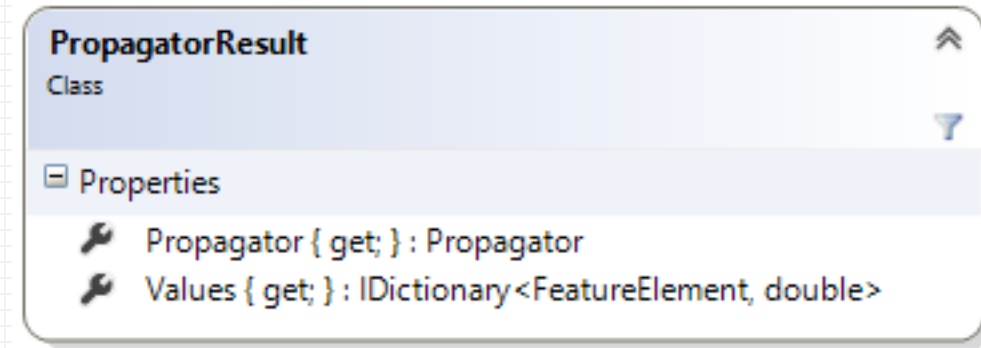 PropagatorResult
Class
Properties
Propagator { get; } : Propagator
Values { get; } : IDictionary<FeatureElement, double>